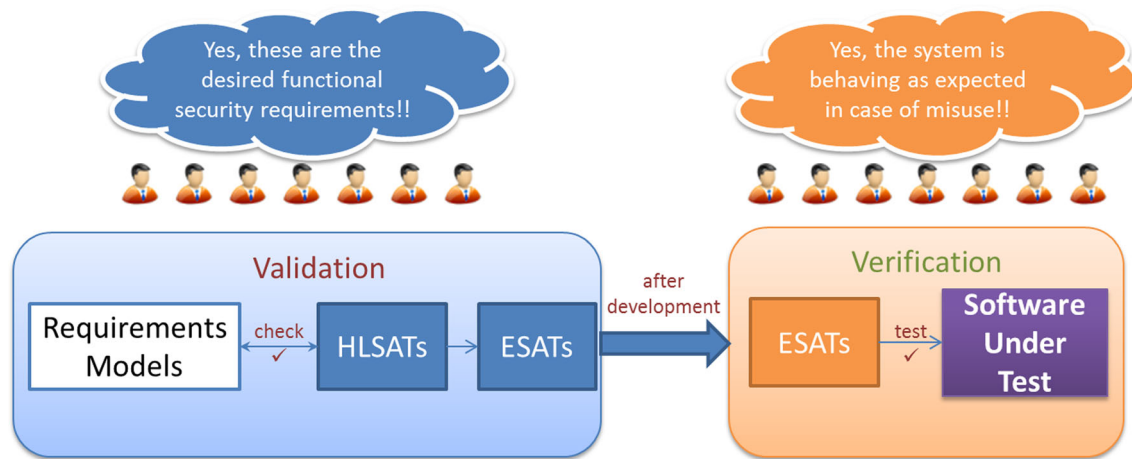 Yes, these are the
desired functional
security requirements!!
Yes, the system is
behaving as expected
in case of misuse!!
Validation
Requirements
Models
check
✓
HLSATs
ESATs
after
development
Verification
ESATs
test
✓
Software
Under
Test